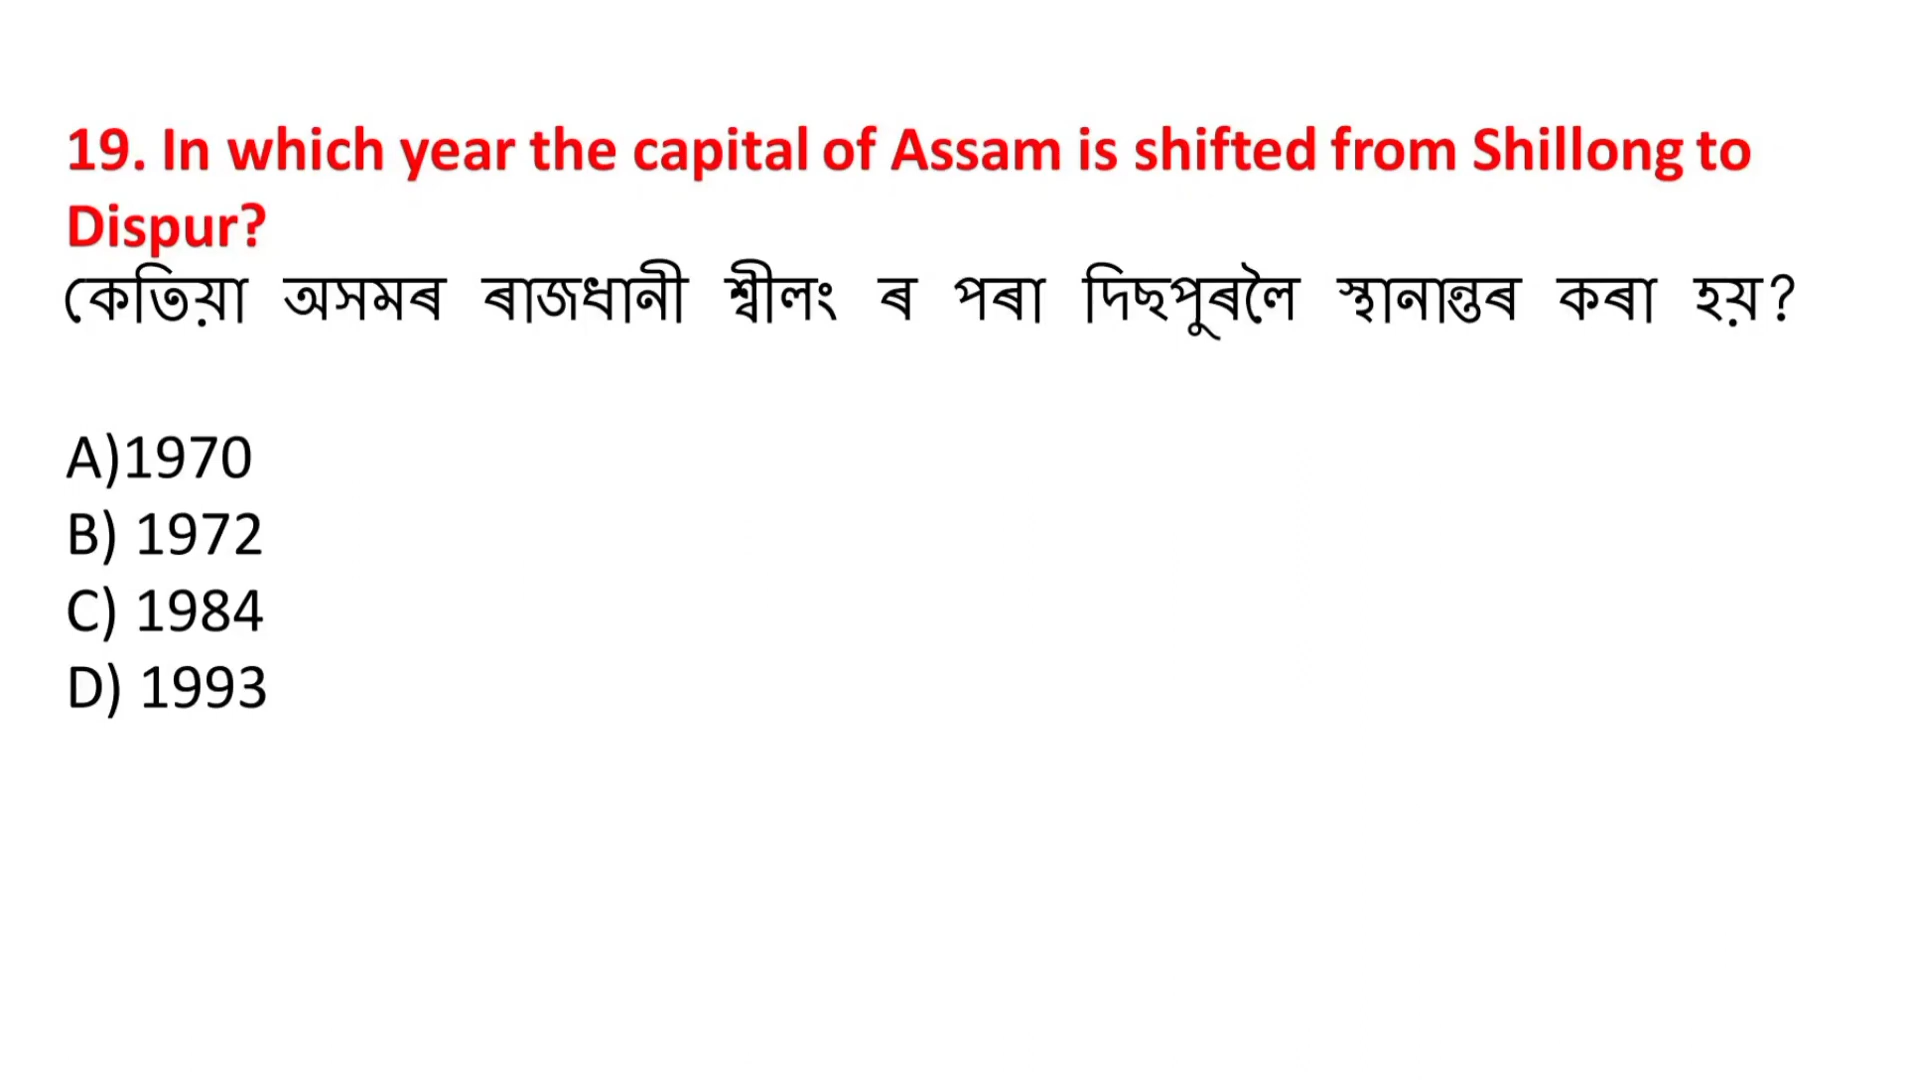 19. In which year the capital of Assam is shifted from Shillong to
Dispur?
কেতিয়া অসমৰ ৰাজধানী শ্বীলং ৰ পৰা দিছপুৰলৈ স্থানান্তৰ কৰা হয়?
A)1970
B) 1972
C) 1984
D) 1993